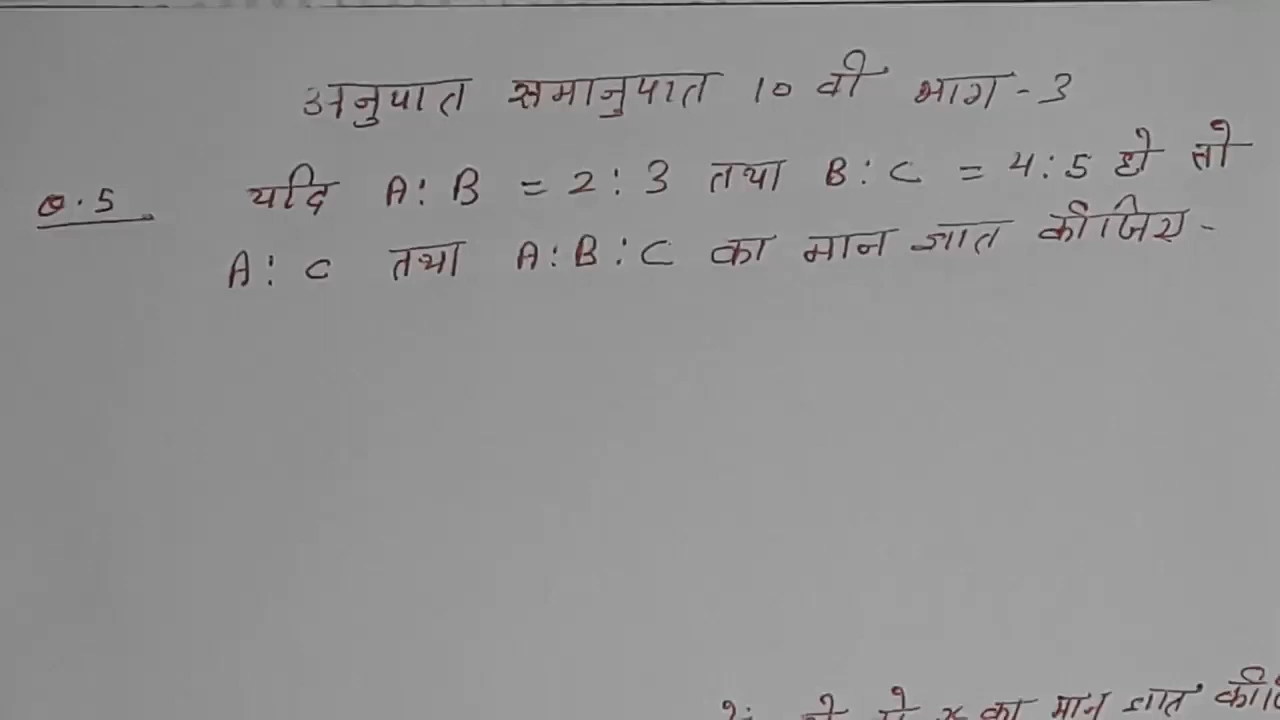 अनुपात समानुपात 10 वी भाग - 3
Q.5 यदि A : B = 2 : 3 तथा B : C = 4 : 5 हो तो
A : C तथा A : B : C का मान ज्ञात कीजिए -
x का मान ज्ञात